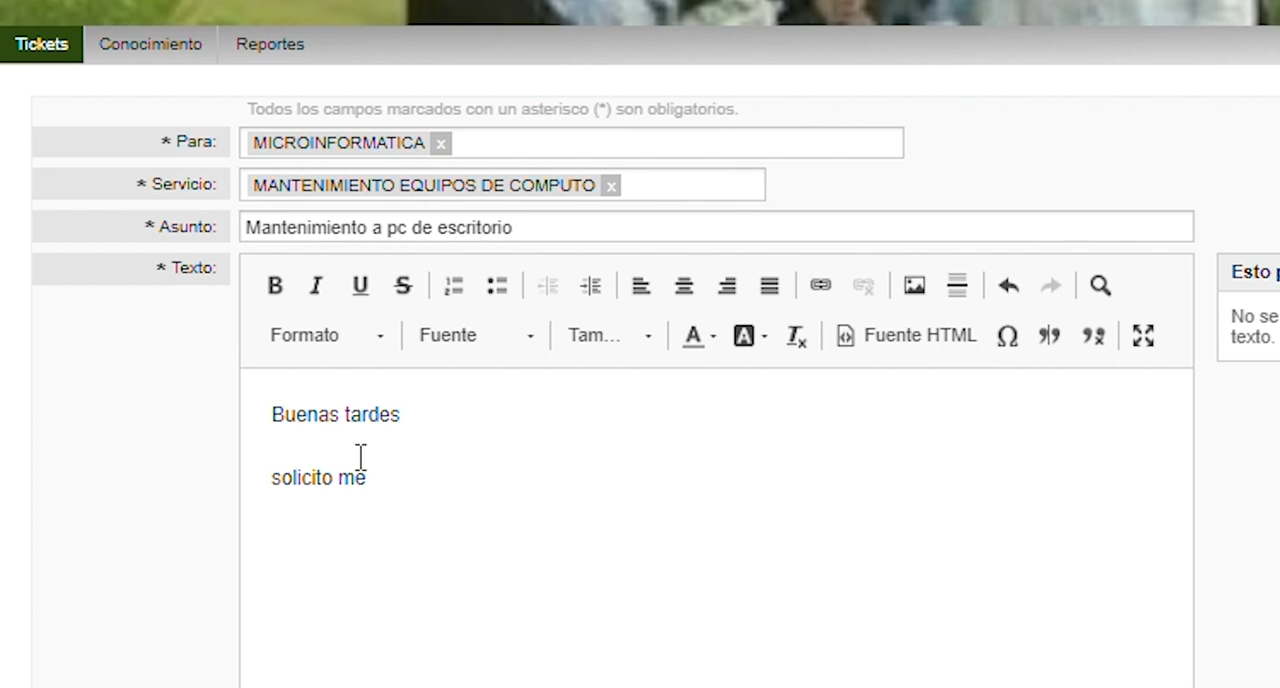 Tickets Conocimiento Reportes
Todos los campos marcados con un asterisco (*) son obligatorios.
* Para: MICROINFORMATICA x
* Servicio: MANTENIMIENTO EQUIPOS DE COMPUTO x
* Asunto: Mantenimiento a pc de escritorio
* Texto:
B I U S
Formato Fuente Tam... A A Tx Fuente HTML Ω
Buenas tardes
solicito me
Esto p
No se
texto.